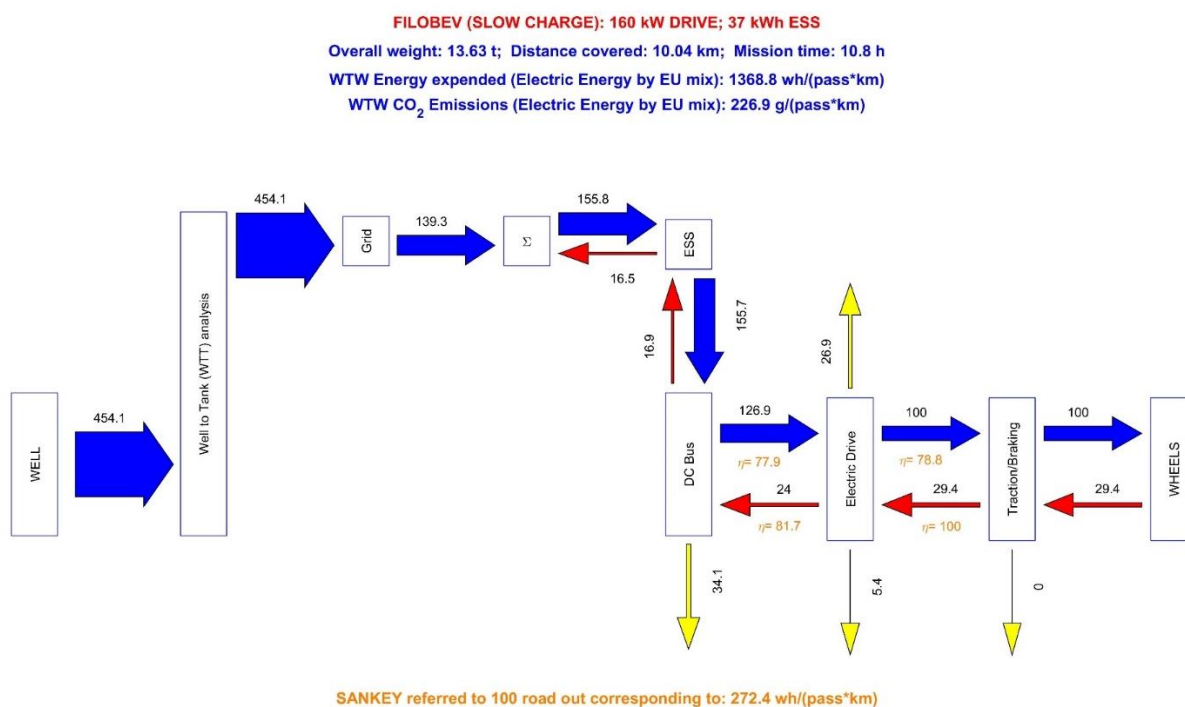 FILOBEV (SLOW CHARGE): 160 kW DRIVE; 37 kWh ESS
Overall weight: 13.63 t; Distance covered: 10.04 km; Mission time: 10.8 h
WTW Energy expended (Electric Energy by EU mix): 1368.8 wh/(pass*km)
WTW CO2 Emissions (Electric Energy by EU mix): 226.9 g/(pass*km)
WELL
454.1
Well to Tank (WTT) analysis
454.1
Grid
139.3
Σ
155.8
16.5
ESS
16.9
155.7
DC Bus
34.1
126.9
η= 77.9
24
η= 81.7
26.9
Electric Drive
5.4
100
η= 78.8
29.4
η= 100
Traction/Braking
0
100
29.4
WHEELS
SANKEY referred to 100 road out corresponding to: 272.4 wh/(pass*km)